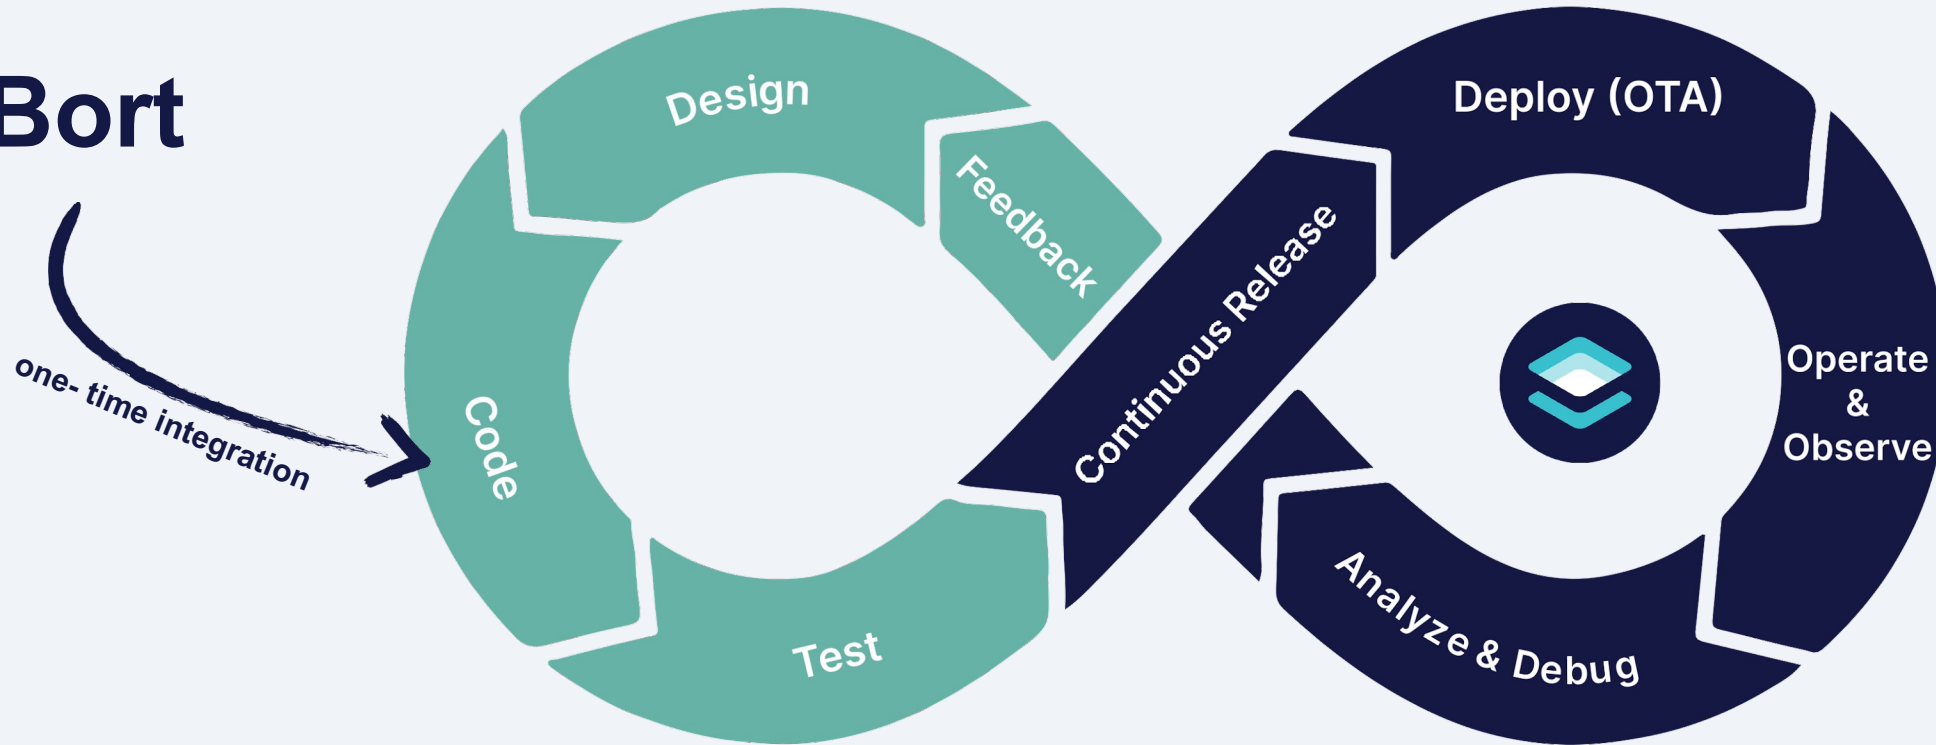 Bort
one- time integration
Design
Feedback
Code
Test
Continuous Release
Deploy (OTA)
Operate
&
Observe
Analyze & Debug